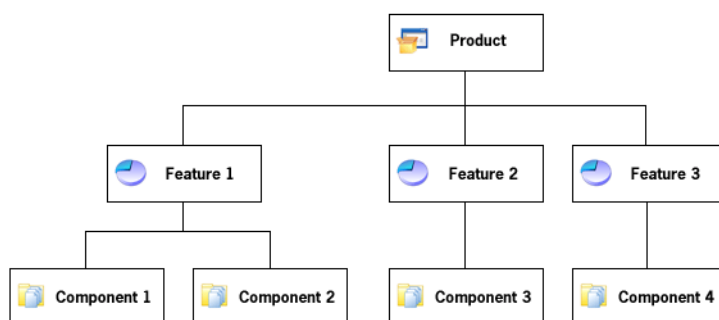 Product
Feature 1
Feature 2
Feature 3
Component 1
Component 2
Component 3
Component 4